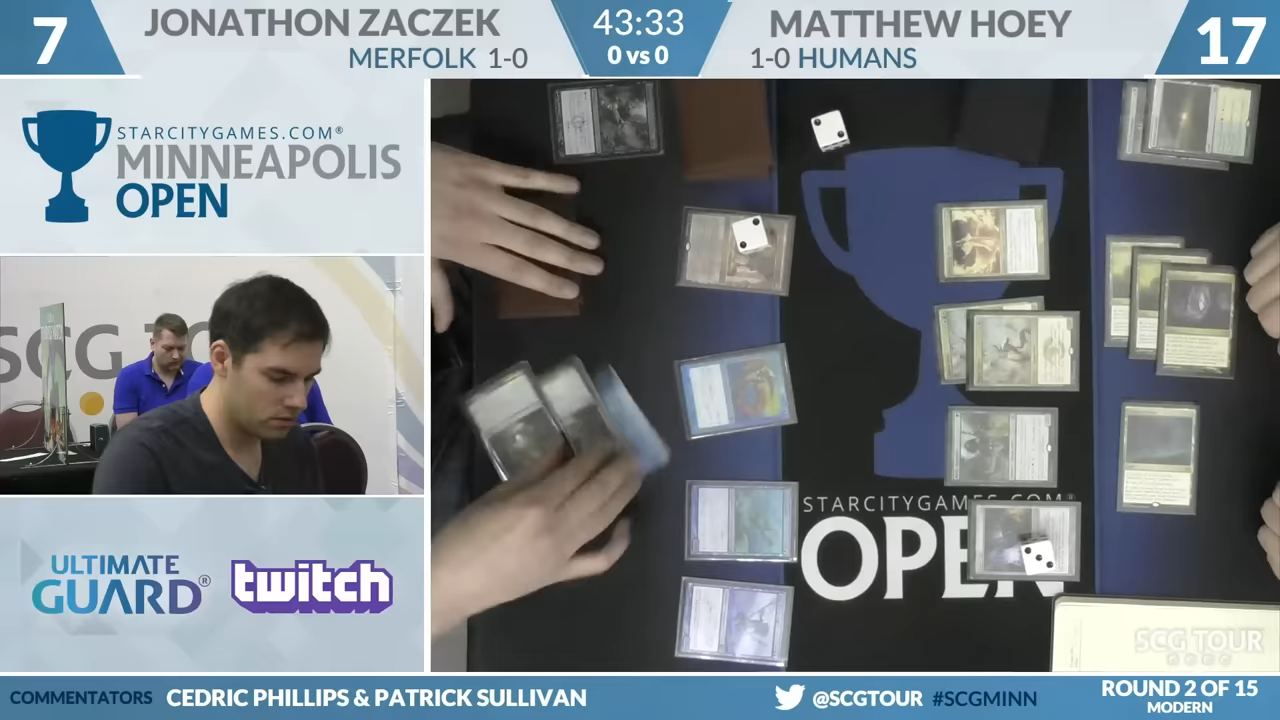 7
JONATHON ZACZEK
MERFOLK 1-0
43:33
0 vs 0
MATTHEW HOEY
1-0 HUMANS
17
STARCITYGAMES.COM®
MINNEAPOLIS
OPEN
SCG TO
ULTIMATE
GUARD®
twitch
STARCITYGAMES.COM®
OPEN
SCG TOUR
COMMENTATORS CEDRIC PHILLIPS & PATRICK SULLIVAN
@SCGTOUR #SCGMINN
ROUND 2 OF 15
MODERN